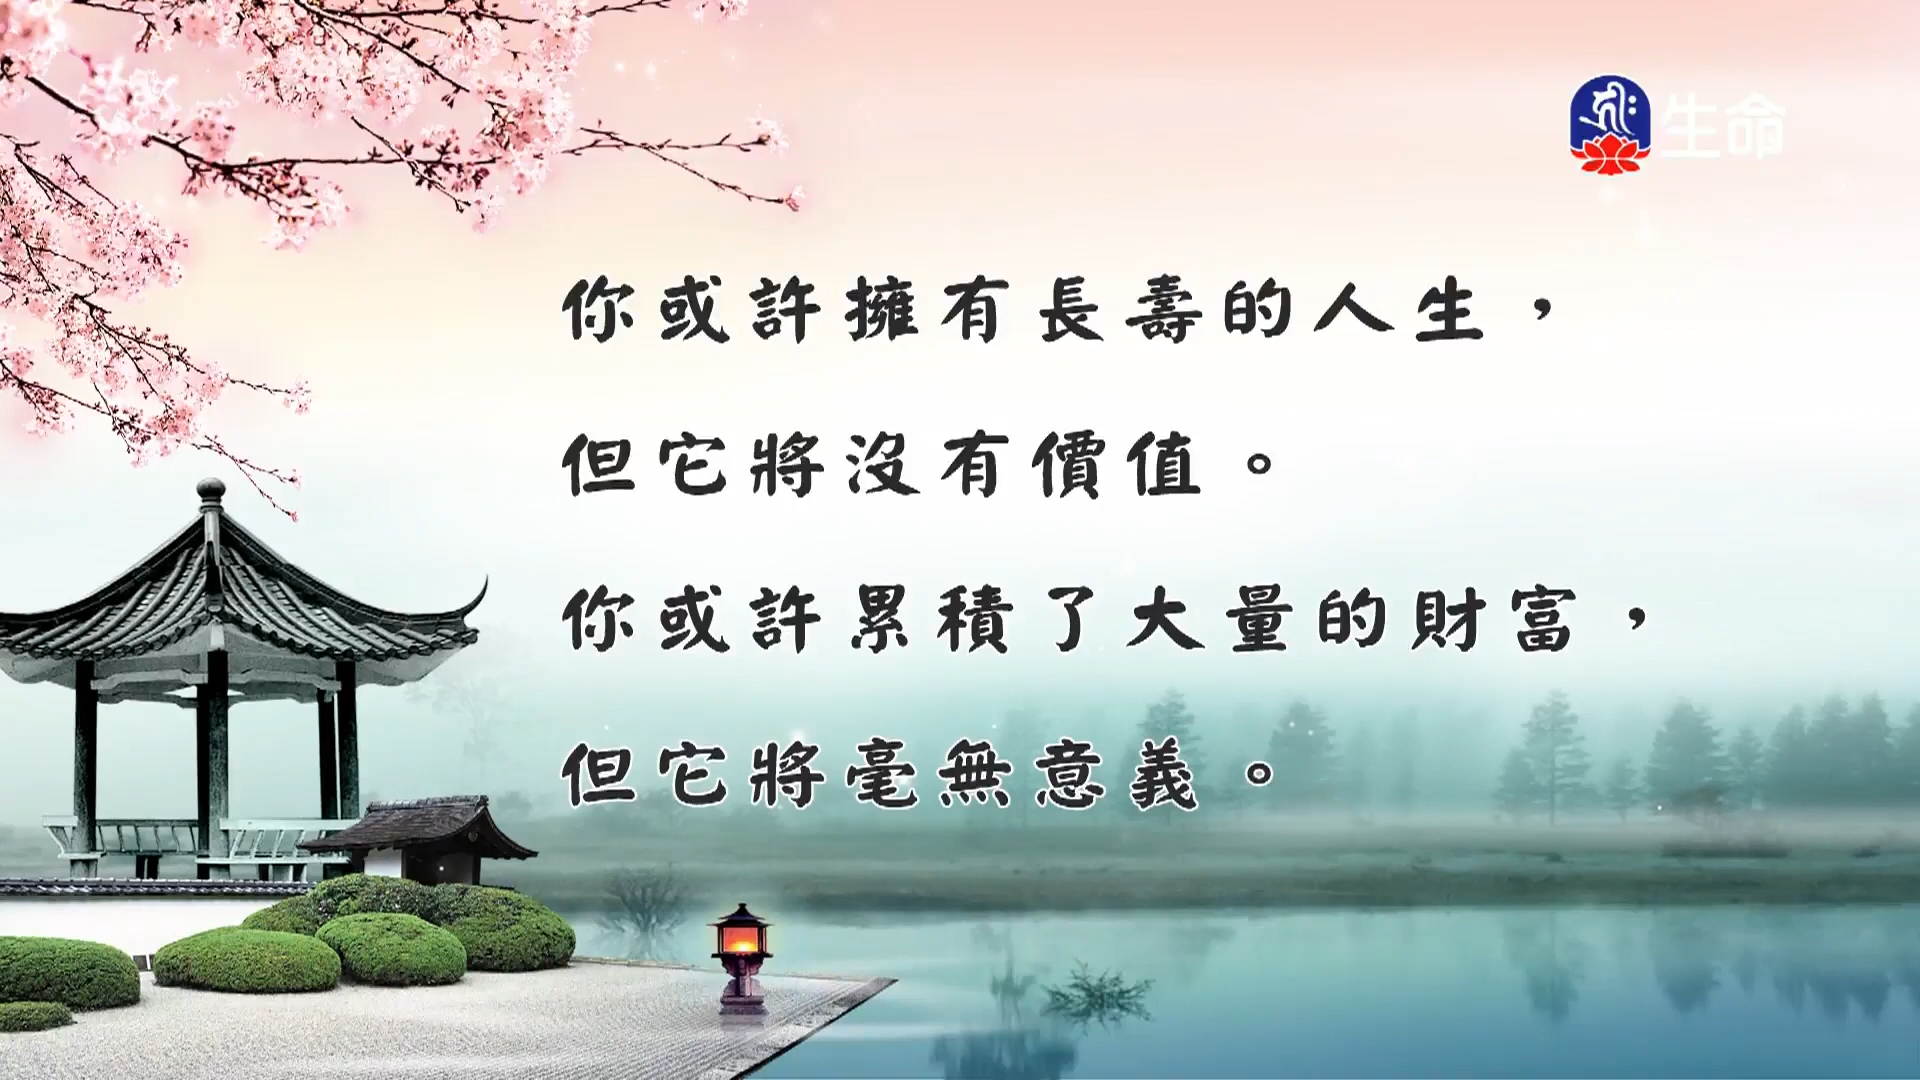 生命
你或許擁有長壽的人生，
但它將沒有價值。
你或許累積了大量的財富，
但它將毫無意義。